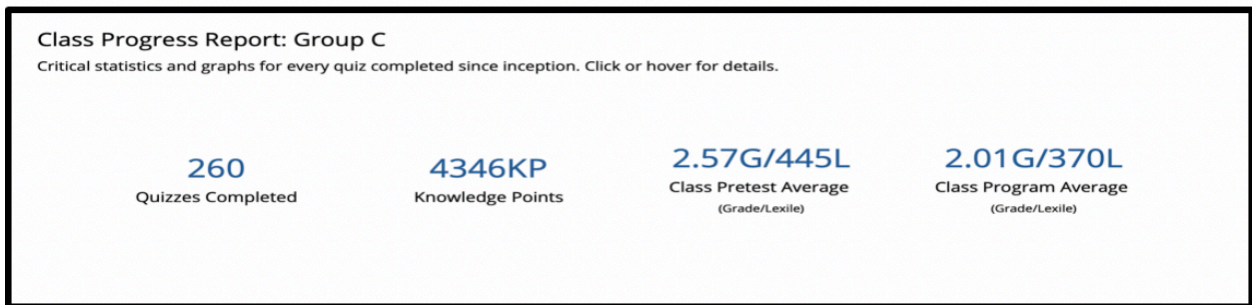 Class Progress Report: Group C
Critical statistics and graphs for every quiz completed since inception. Click or hover for details.
260
Quizzes Completed
4346KP
Knowledge Points
2.57G/445L
Class Pretest Average
(Grade/Lexile)
2.01G/370L
Class Program Average
(Grade/Lexile)